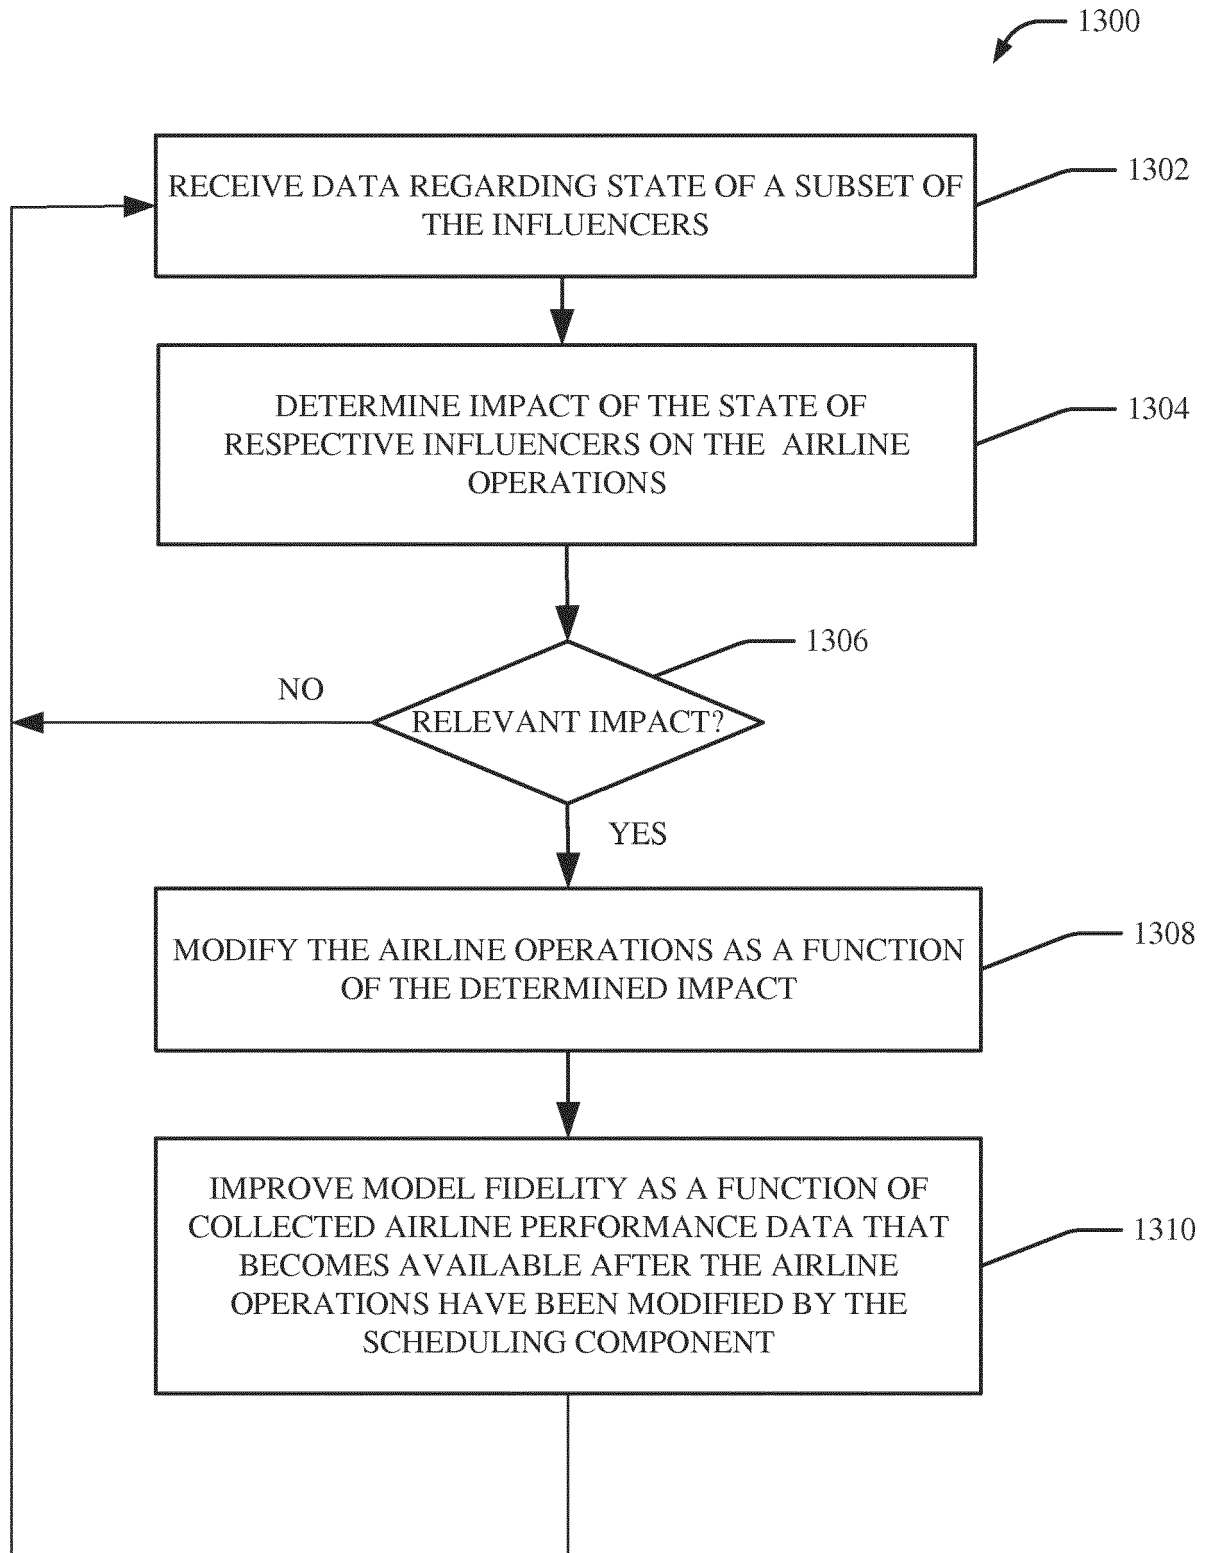 1300
RECEIVE DATA REGARDING STATE OF A SUBSET OF
THE INFLUENCERS
1302
DETERMINE IMPACT OF THE STATE OF
RESPECTIVE INFLUENCERS ON THE AIRLINE
OPERATIONS
1304
1306
NO
RELEVANT IMPACT?
YES
MODIFY THE AIRLINE OPERATIONS AS A FUNCTION
OF THE DETERMINED IMPACT
1308
IMPROVE MODEL FIDELITY AS A FUNCTION OF
COLLECTED AIRLINE PERFORMANCE DATA THAT
BECOMES AVAILABLE AFTER THE AIRLINE
OPERATIONS HAVE BEEN MODIFIED BY THE
SCHEDULING COMPONENT
1310